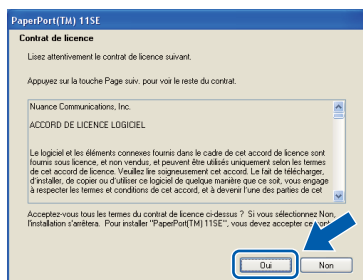 PaperPort(TM) 11SE
Contrat de licence
Lisez attentivement le contrat de licence suivant.
Appuyez sur la touche Page suiv. pour voir le reste du contrat.
Nuance Communications, Inc.
ACCORD DE LICENCE LOGICIEL
Le logiciel et les éléments connexes fournis dans le cadre de cet accord de licence sont
fournis sous licence, et non vendus, et peuvent être utilisés uniquement selon les termes
de cet accord de licence. Veuillez lire soigneusement cet accord. Le fait de télécharger,
d'installer, de copier ou d'utiliser ce logiciel de quelque manière que ce soit, vous engage
à respecter les termes et conditions de cet accord, et à devenir l'une des parties de cet
Acceptez-vous tous les termes du contrat de licence ci-dessus ? Si vous sélectionnez Non,
l'installation s'arrêtera. Pour installer "PaperPort(TM) 11SE", vous devez accepter ce
Oui
Non